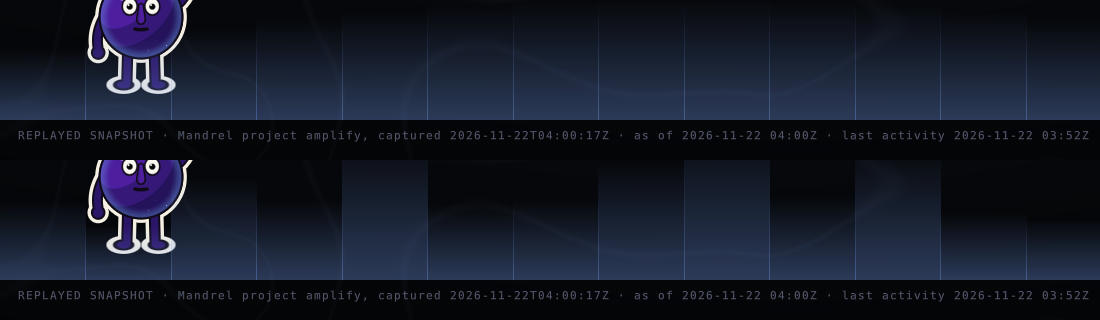 REPLAYED SNAPSHOT · Mandrel project amplify, captured 2026-11-22T04:00:17Z · as of 2026-11-22 04:00Z · last activity 2026-11-22 03:52Z
REPLAYED SNAPSHOT · Mandrel project amplify, captured 2026-11-22T04:00:17Z · as of 2026-11-22 04:00Z · last activity 2026-11-22 03:52Z